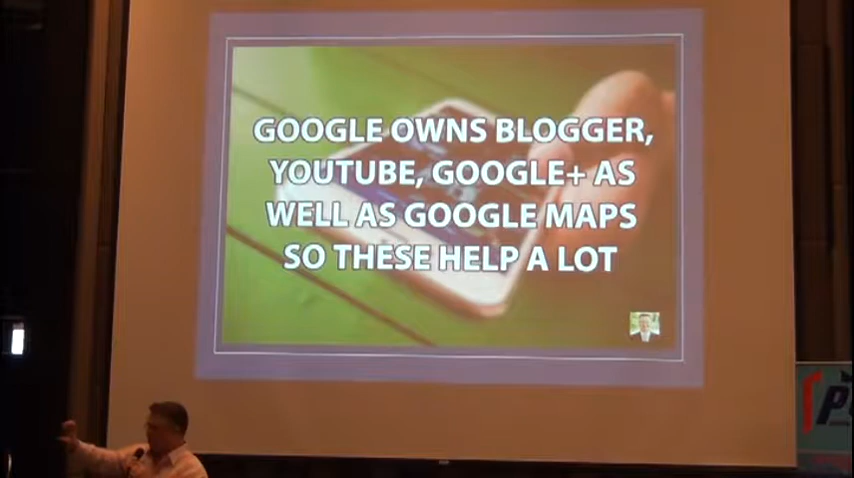 GOOGLE OWNS BLOGGER,
YOUTUBE, GOOGLE+ AS
WELL AS GOOGLE MAPS
SO THESE HELP A LOT